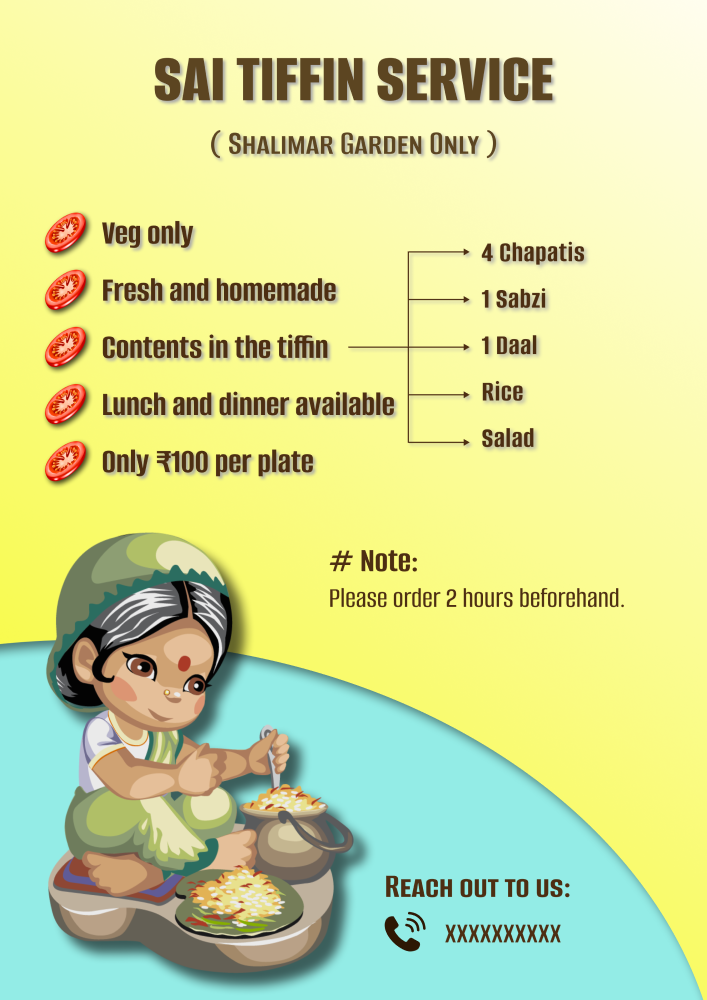 SAI TIFFIN SERVICE
( SHALIMAR GARDEN ONLY )
Veg only
Fresh and homemade
Contents in the tiffin
Lunch and dinner available
Only ₹100 per plate
4 Chapatis
1 Sabzi
1 Daal
Rice
Salad
# Note:
Please order 2 hours beforehand.
REACH OUT TO US:
XXXXXXXXXX